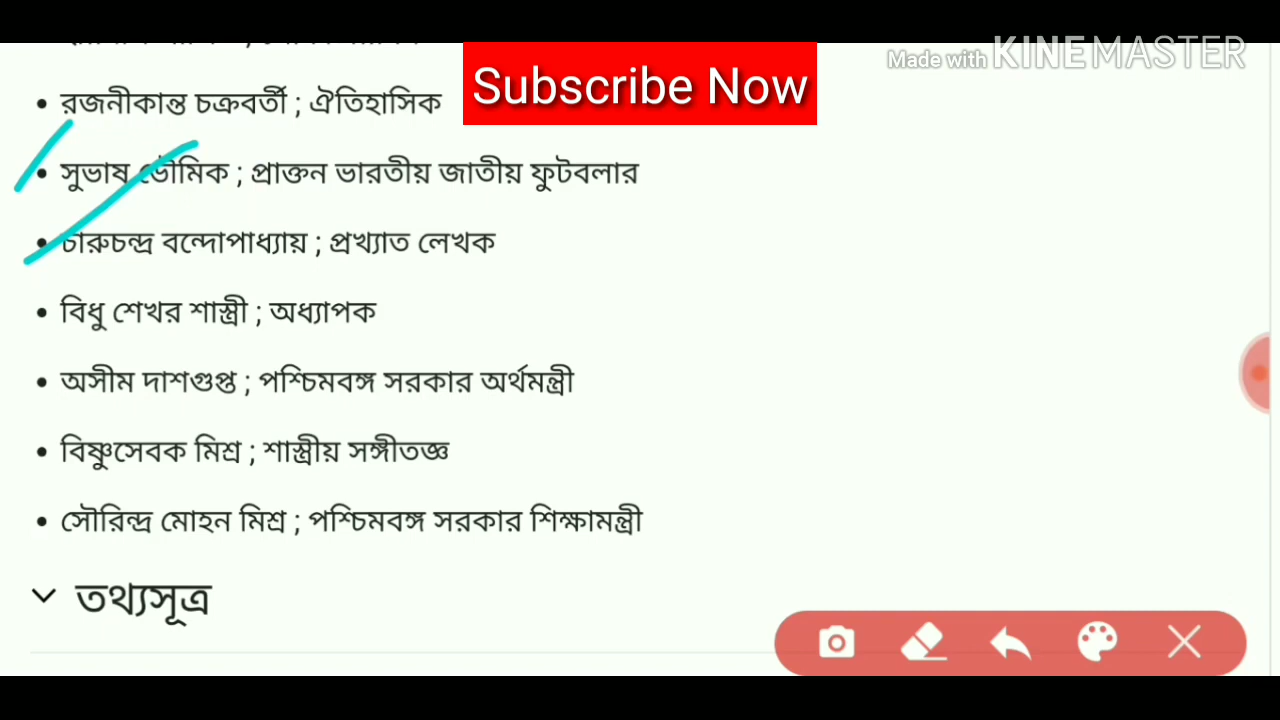 Made with KINEMASTER
Subscribe Now
• রজনীকান্ত চক্রবর্তী ; ঐতিহাসিক
• সুভাষ ভৌমিক ; প্রাক্তন ভারতীয় জাতীয় ফুটবলার
• চারুচন্দ্র বন্দোপাধ্যায় ; প্রখ্যাত লেখক
• বিধু শেখর শাস্ত্রী ; অধ্যাপক
• অসীম দাশগুপ্ত ; পশ্চিমবঙ্গ সরকার অর্থমন্ত্রী
• বিষ্ণুসেবক মিশ্র ; শাস্ত্রীয় সঙ্গীতজ্ঞ
• সৌরিন্দ্র মোহন মিশ্র ; পশ্চিমবঙ্গ সরকার শিক্ষামন্ত্রী
তথ্যসূত্র